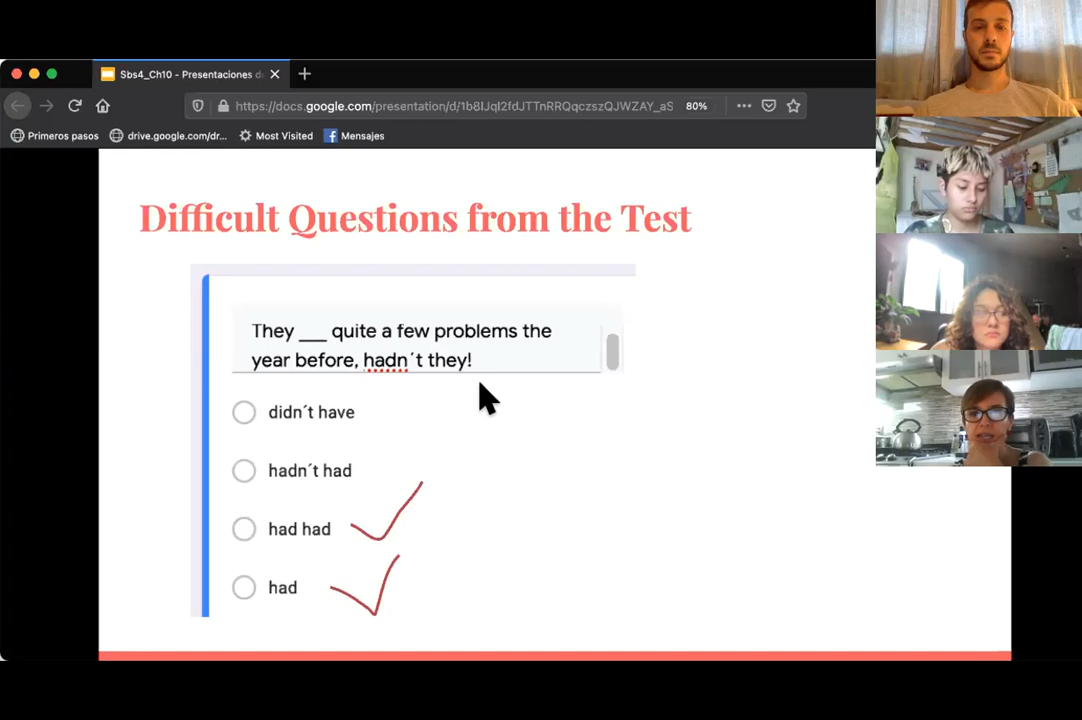 Sbs4_Ch10 - Presentaciones d
https://docs.google.com/presentation/d/1b8IJqI2fdJTTnRRQqczszQJWZAY_aS
80%
Primeros pasos
drive.google.com/dr...
Most Visited
Mensajes
Difficult Questions from the Test
They ___ quite a few problems the
year before, hadn´t they!
didn´t have
hadn´t had
had had
had